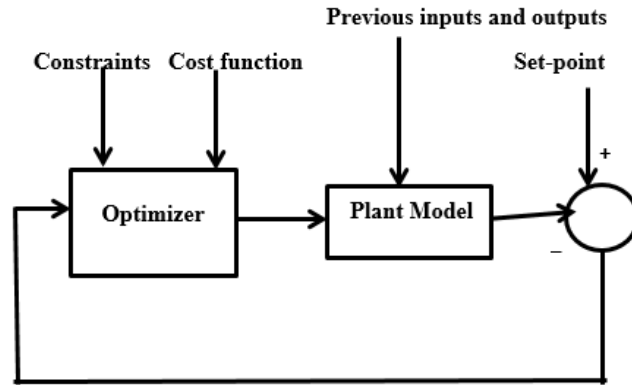 Previous inputs and outputs
Constraints
Cost function
Set-point
+
Optimizer
Plant Model
–